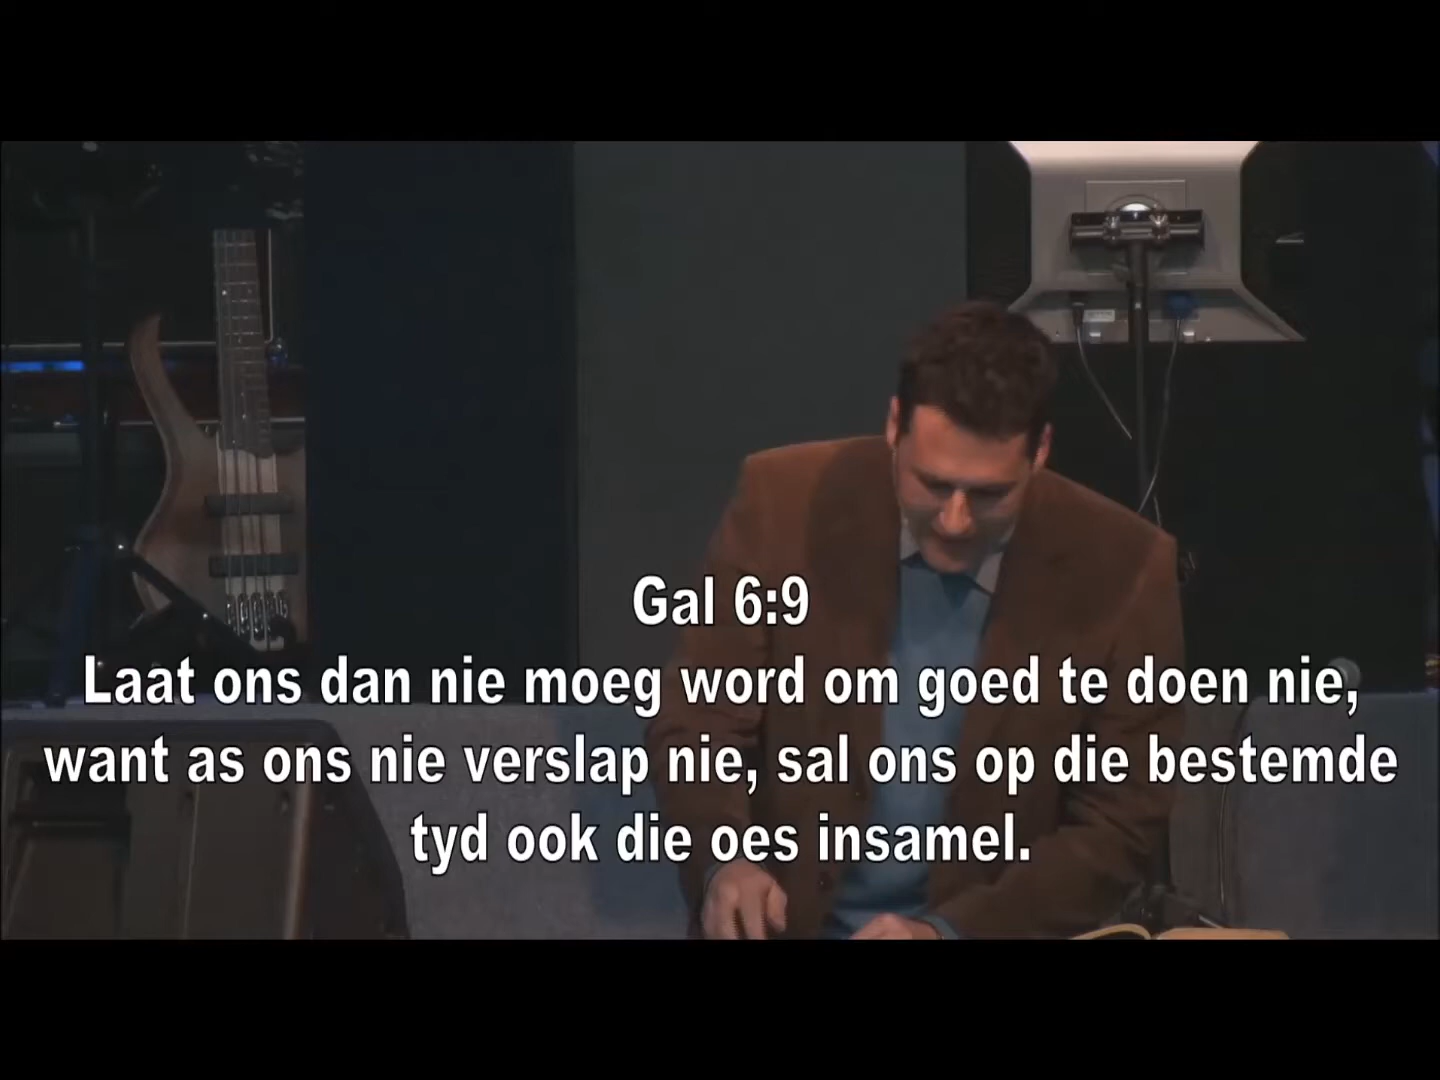 Gal 6:9
Laat ons dan nie moeg word om goed te doen nie,
want as ons nie verslap nie, sal ons op die bestemde
tyd ook die oes insamel.